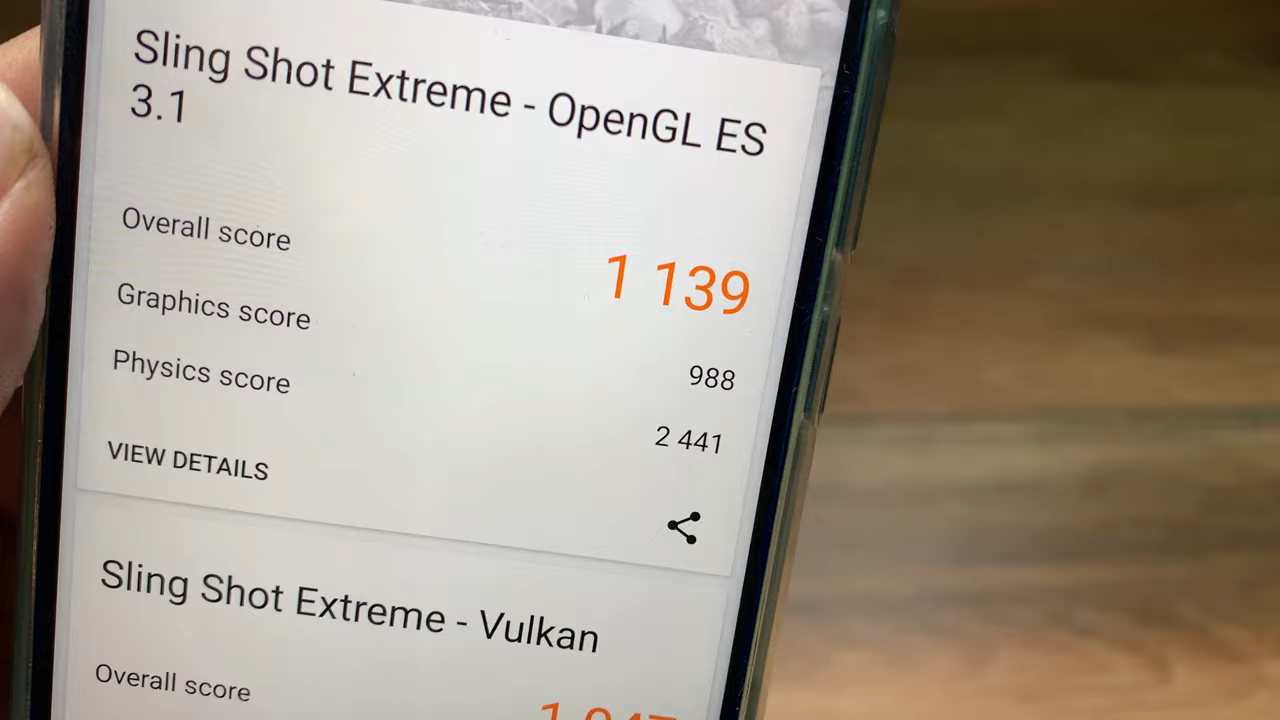 Sling Shot Extreme - OpenGL ES
3.1
Overall score
1 139
Graphics score
988
Physics score
2 441
VIEW DETAILS
Sling Shot Extreme - Vulkan
Overall score